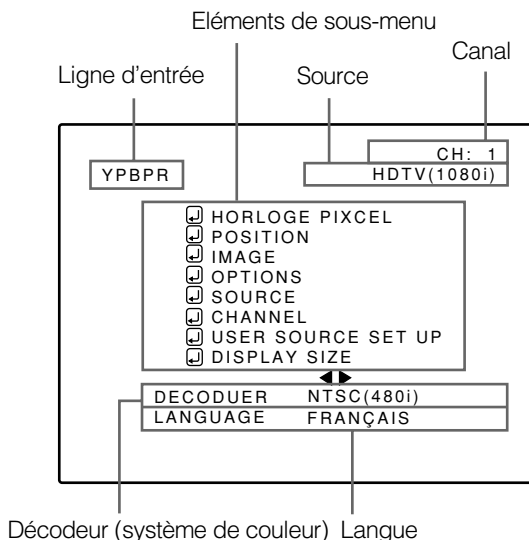 Eléments de sous-menu
Canal
Ligne d'entrée
Source
CH: 1
YPBPR
HDTV(1080i)
HORLOGE PIXCEL
POSITION
IMAGE
OPTIONS
SOURCE
CHANNEL
USER SOURCE SET UP
DISPLAY SIZE
DECODUER NTSC(480i)
LANGUAGE FRANÇAIS
Décodeur (système de couleur) Langue